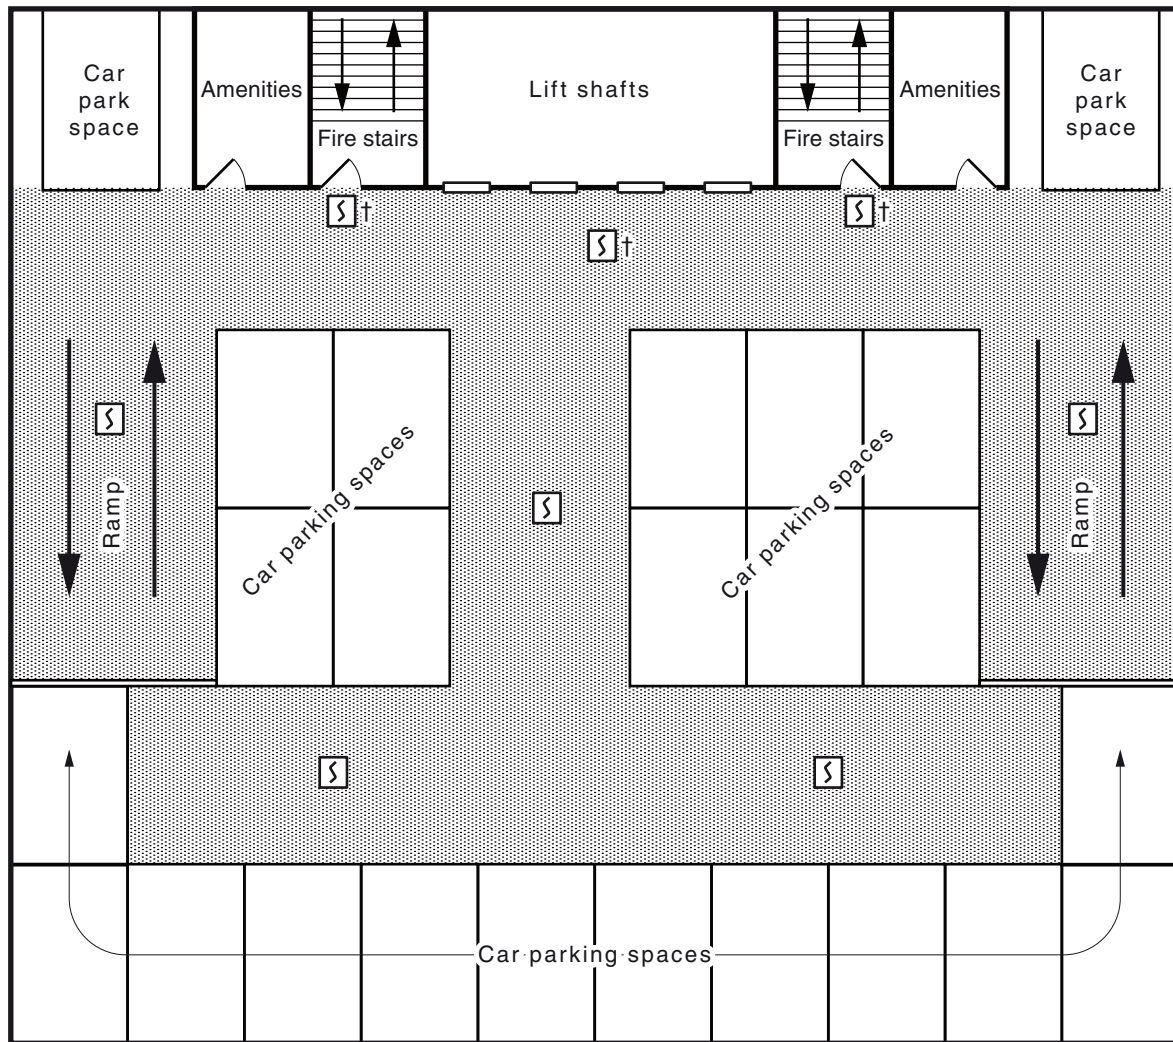 Car
park
space
Amenities
Fire stairs
Lift shafts
Fire stairs
Amenities
Car
park
space
†
†
†
Ramp
Car parking spaces
Car parking spaces
Ramp
Car parking spaces